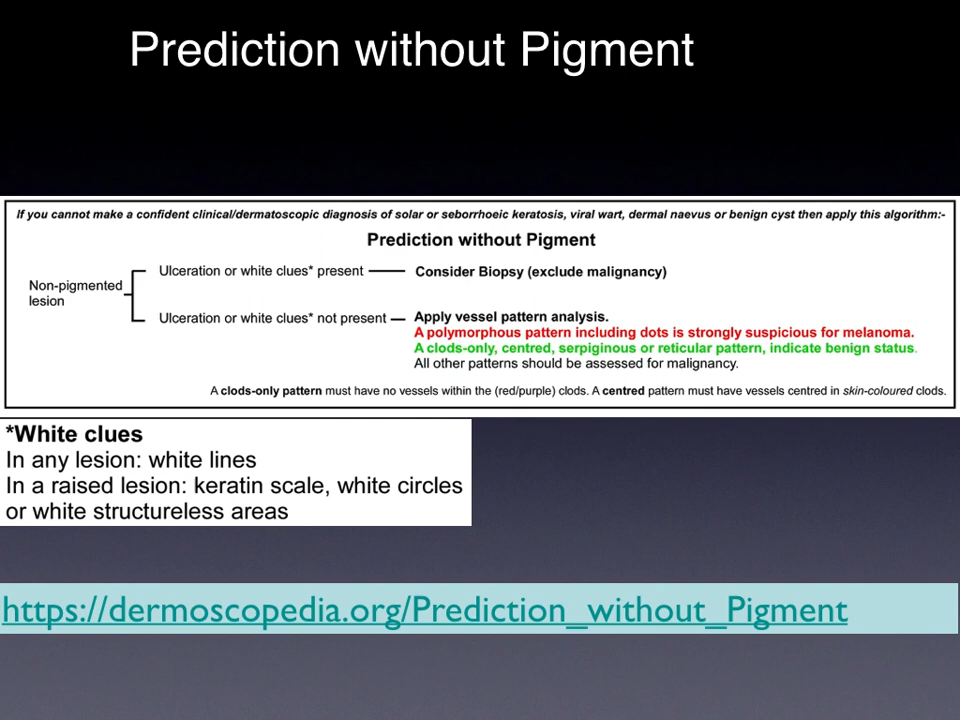 Prediction without Pigment
If you cannot make a confident clinical/dermatoscopic diagnosis of solar or seborrhoeic keratosis, viral wart, dermal naevus or benign cyst then apply this algorithm:-
Prediction without Pigment
Non-pigmented
lesion
Ulceration or white clues* present
Consider Biopsy (exclude malignancy)
Ulceration or white clues* not present
Apply vessel pattern analysis.
A polymorphous pattern including dots is strongly suspicious for melanoma.
A clods-only, centred, serpiginous or reticular pattern, indicate benign status.
All other patterns should be assessed for malignancy.
A clods-only pattern must have no vessels within the (red/purple) clods. A centred pattern must have vessels centred in skin-coloured clods.
*White clues
In any lesion: white lines
In a raised lesion: keratin scale, white circles
or white structureless areas
https://dermoscopedia.org/Prediction_without_Pigment